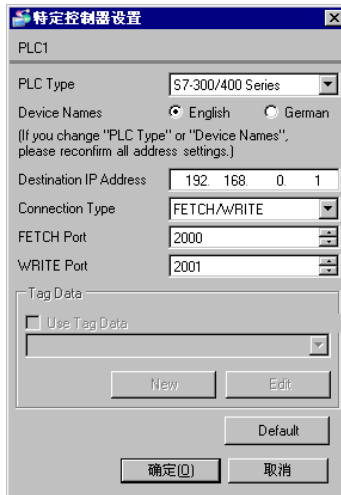 特定控制器设置
PLC1
PLC Type S7-300/400 Series
Device Names English German
(If you change "PLC Type" or "Device Names",
please reconfirm all address settings.)
Destination IP Address 192. 168. 0. 1
Connection Type FETCH/WRITE
FETCH Port 2000
WRITE Port 2001
Tag Data
Use Tag Data
New Edit
Default
确定(O) 取消